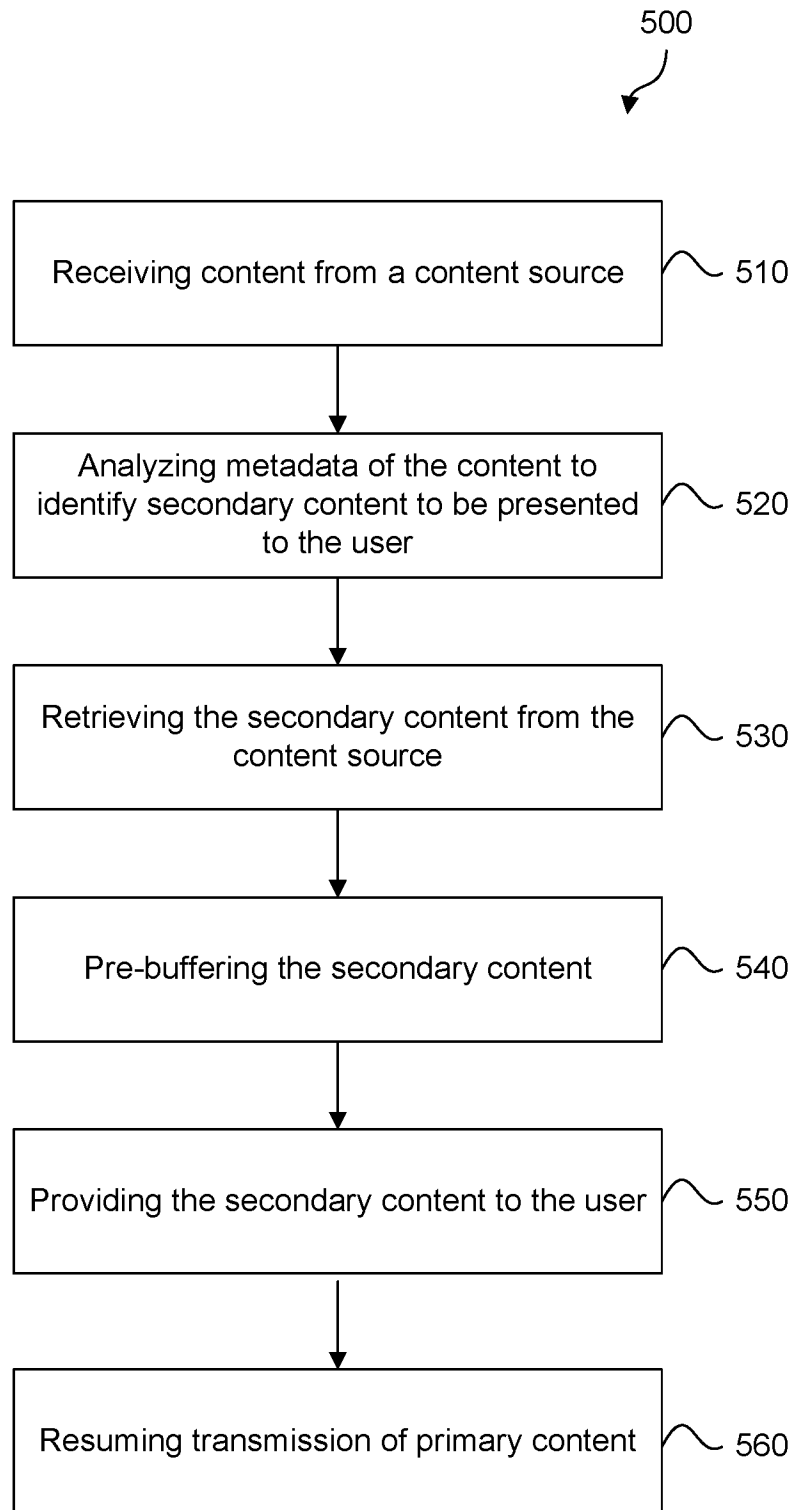 500
Receiving content from a content source
510
Analyzing metadata of the content to
identify secondary content to be presented
to the user
520
Retrieving the secondary content from the
content source
530
Pre-buffering the secondary content
540
Providing the secondary content to the user
550
Resuming transmission of primary content
560